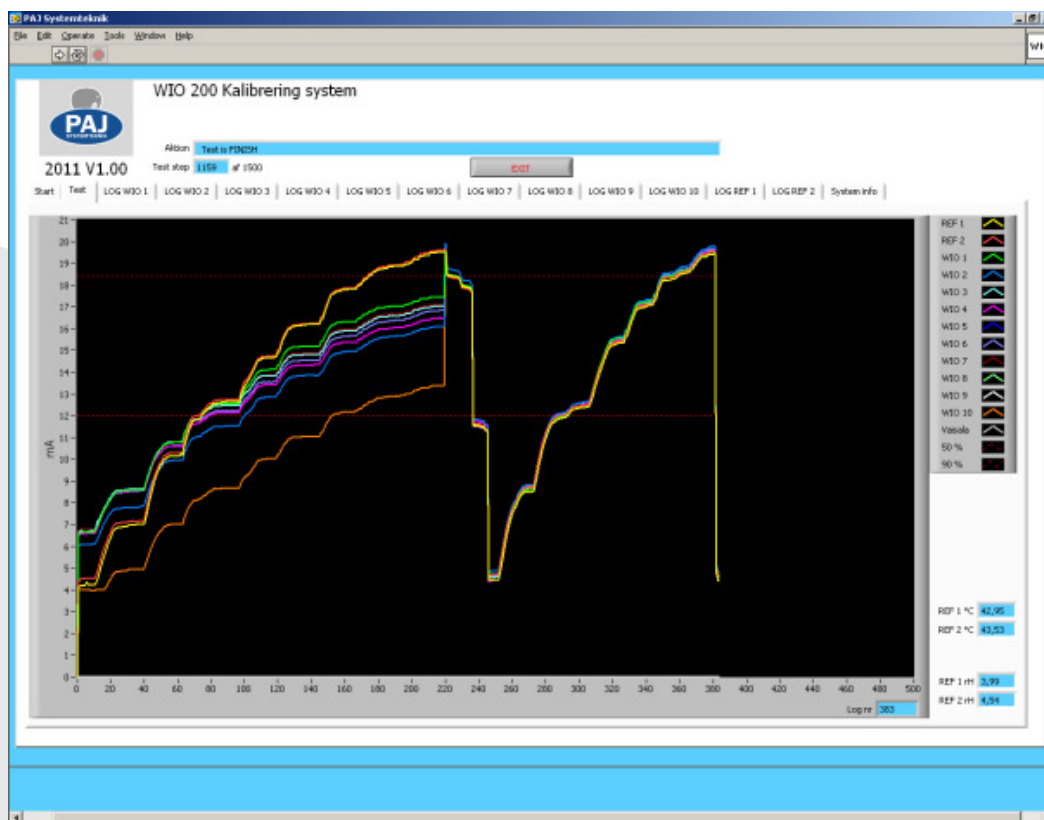 PAJ Systemteknik
File Edit Operate Tools Window Help
WIO 200 Kalibrering system
PAJ
SYSTEMTEKNIK
2011 V1.00
Aktion Test is FINISH
Test step 1159 af 1500
EXIT
Start Test LOG WIO 1 LOG WIO 2 LOG WIO 3 LOG WIO 4 LOG WIO 5 LOG WIO 6 LOG WIO 7 LOG WIO 8 LOG WIO 9 LOG WIO 10 LOG REF 1 LOG REF 2 System info
21
20
19
18
17
16
15
14
13
12
11
10
9
8
7
6
5
4
3
2
1
0
mA
0 20 40 60 80 100 120 140 160 180 200 220 240 260 280 300 320 340 360 380 400 420 440 460 480 500
Log nr 383
REF 1
REF 2
WIO 1
WIO 2
WIO 3
WIO 4
WIO 5
WIO 6
WIO 7
WIO 8
WIO 9
WIO 10
Vaisala
50 %
90 %
REF 1 °C 42,95
REF 2 °C 43,53
REF 1 rH 3,99
REF 2 rH 4,54